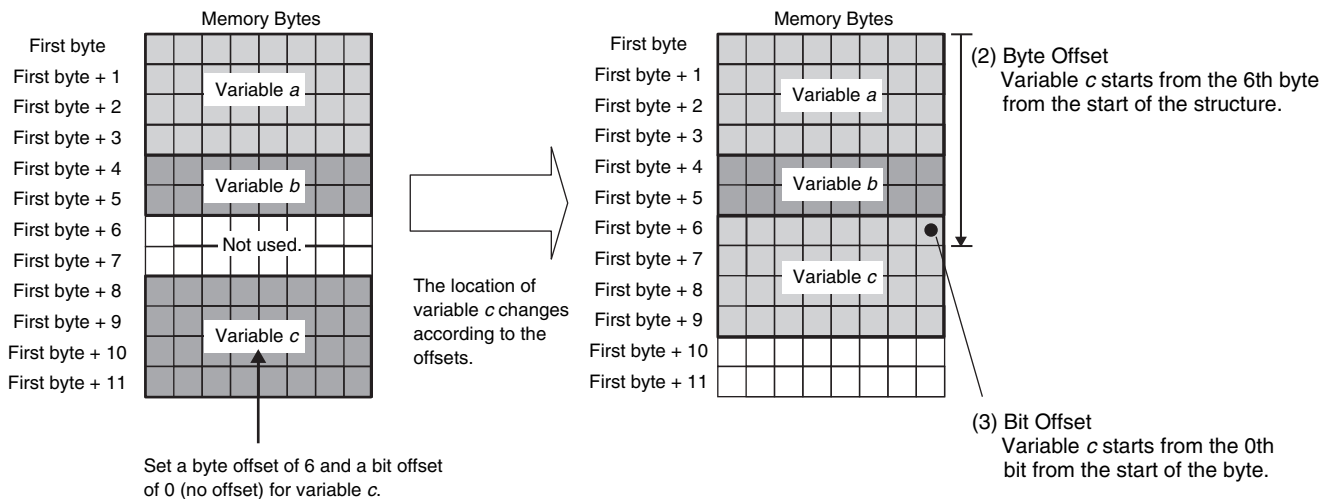 Memory Bytes
First byte
First byte + 1
First byte + 2
First byte + 3
First byte + 4
First byte + 5
First byte + 6
First byte + 7
First byte + 8
First byte + 9
First byte + 10
First byte + 11
Variable a
Variable b
Not used.
Variable c
Set a byte offset of 6 and a bit offset
of 0 (no offset) for variable c.
The location of
variable c changes
according to the
offsets.
Memory Bytes
First byte
First byte + 1
First byte + 2
First byte + 3
First byte + 4
First byte + 5
First byte + 6
First byte + 7
First byte + 8
First byte + 9
First byte + 10
First byte + 11
Variable a
Variable b
Variable c
(2) Byte Offset
Variable c starts from the 6th byte
from the start of the structure.
(3) Bit Offset
Variable c starts from the 0th
bit from the start of the byte.